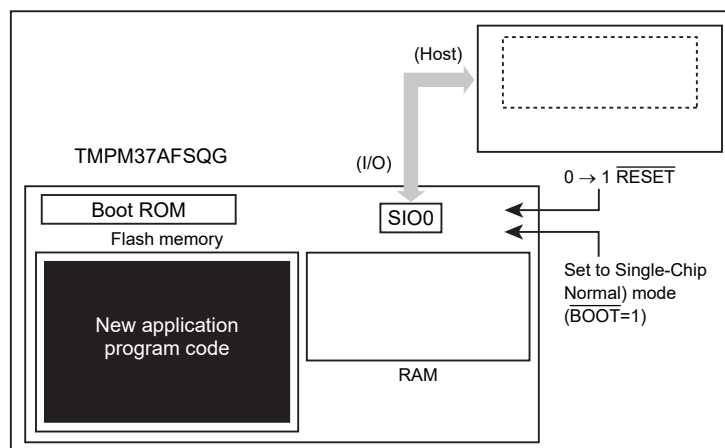 (Host)
TMPM37AFSQG
(I/O)
0 → 1 RESET
Boot ROM
SIO0
Flash memory
Set to Single-Chip
Normal) mode
(BOOT=1)
New application
program code
RAM